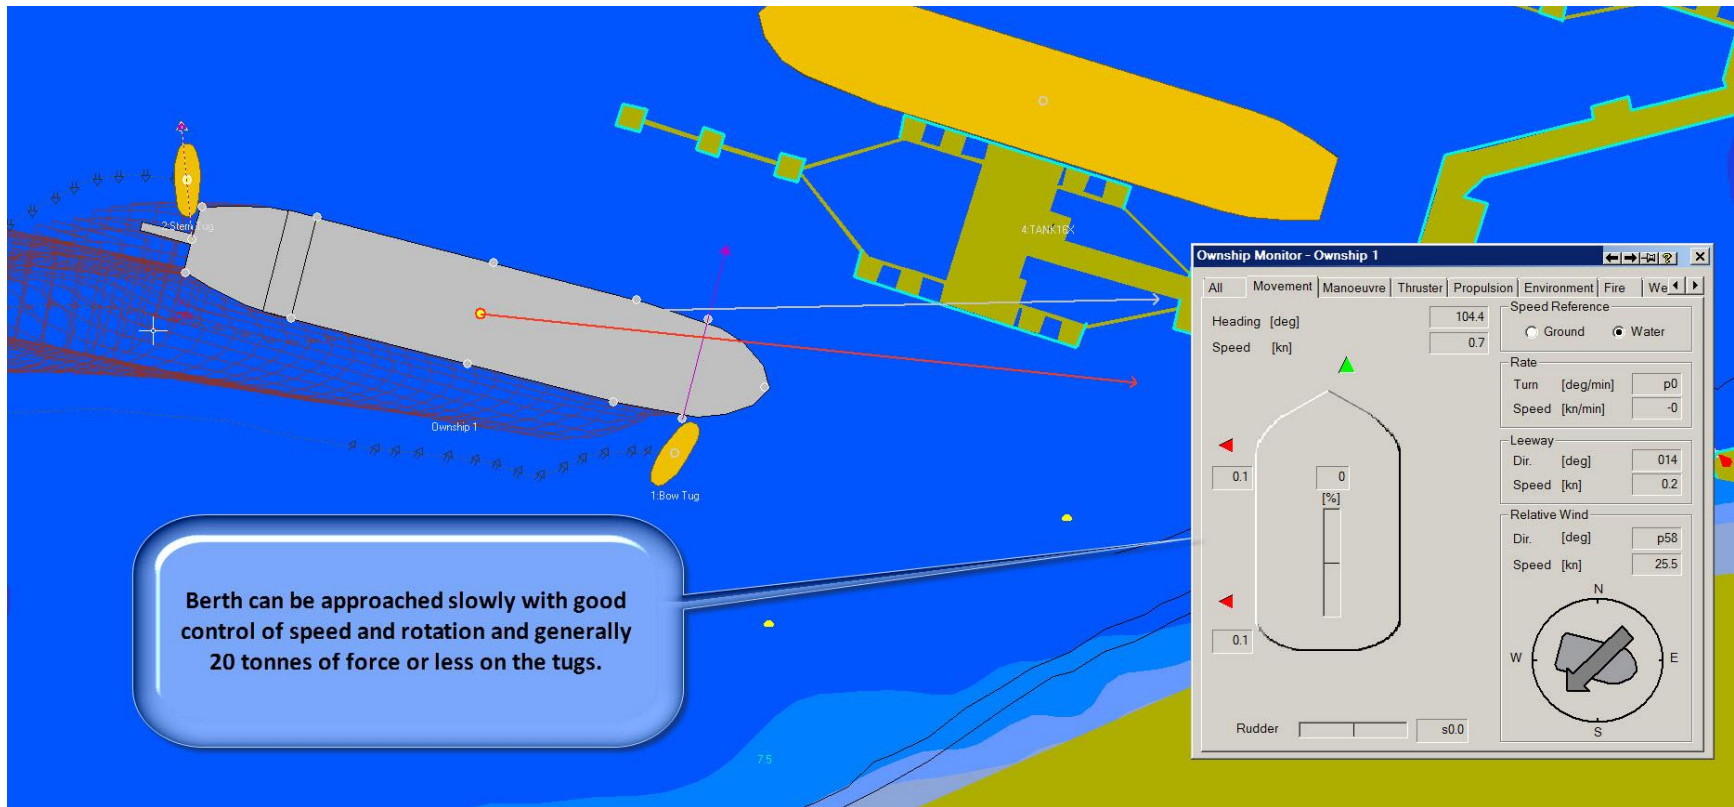 2:Stern Tug
4:TANK16X
Ownship 1
1:Bow Tug
Berth can be approached slowly with good
control of speed and rotation and generally
20 tonnes of force or less on the tugs.
7.5
Ownship Monitor - Ownship 1
All Movement Manoeuvre Thruster Propulsion Environment Fire We
Heading [deg] 104.4
Speed [kn] 0.7
Speed Reference
Ground Water
Rate
Turn [deg/min] p0
Speed [kn/min] -0
Leeway
Dir. [deg] 014
Speed [kn] 0.2
Relative Wind
Dir. [deg] p58
Speed [kn] 25.5
0.1 0
[%]
0.1
N
W E
S
Rudder s0.0